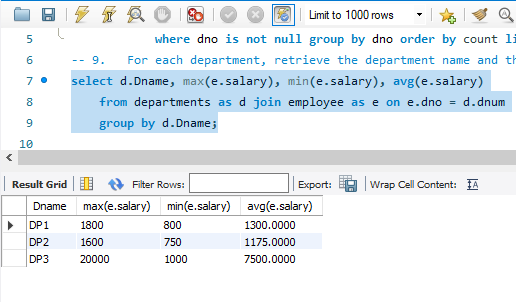 Limit to 1000 rows
5 where dno is not null group by dno order by count li
6 -- 9. For each department, retrieve the department name and th
7 select d.Dname, max(e.salary), min(e.salary), avg(e.salary)
8 from departments as d join employee as e on e.dno = d.dnum
9 group by d.Dname;
10
Result Grid Filter Rows: Export: Wrap Cell Content: IA
Dname max(e.salary) min(e.salary) avg(e.salary)
DP1 1800 800 1300.0000
DP2 1600 750 1175.0000
DP3 20000 1000 7500.0000